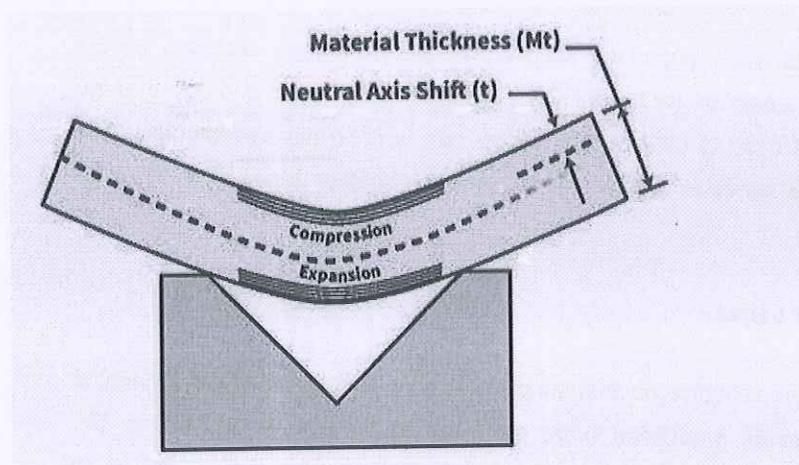 Material Thickness (Mt)
Neutral Axis Shift (t)
Compression
Expansion